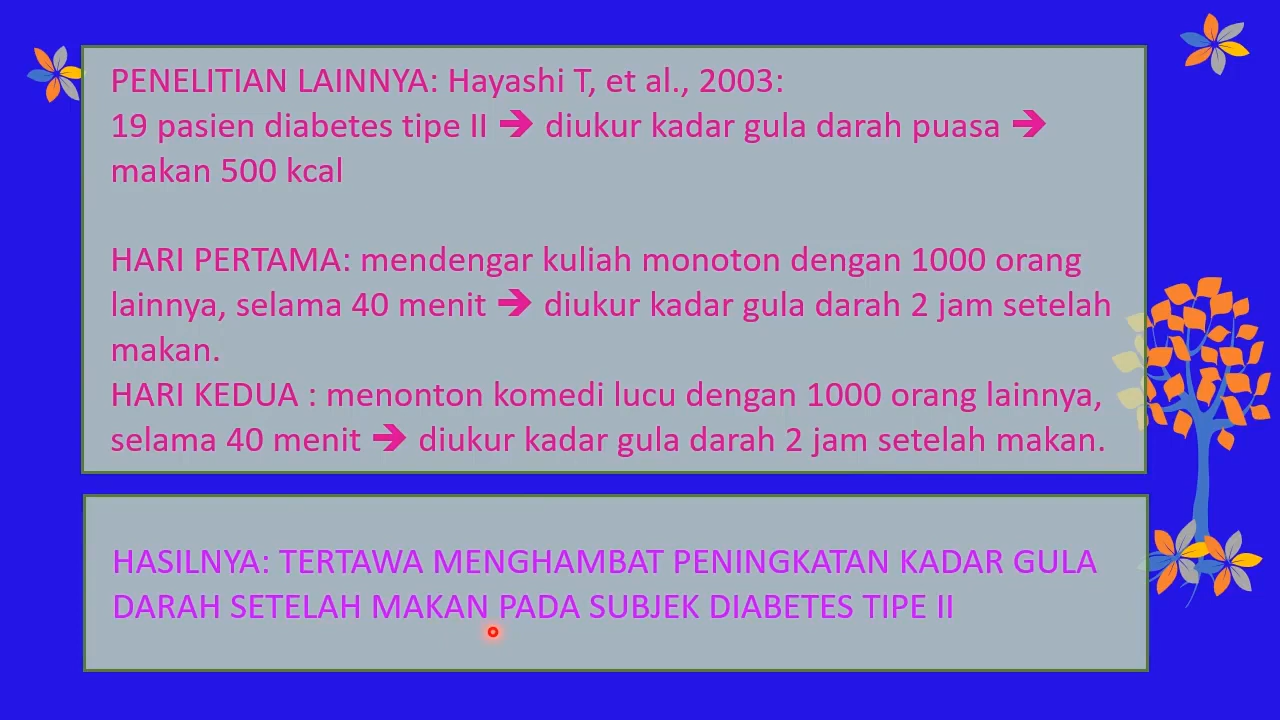 PENELITIAN LAINNYA: Hayashi T, et al., 2003:
19 pasien diabetes tipe II ➔ diukur kadar gula darah puasa ➔
makan 500 kcal
HARI PERTAMA: mendengar kuliah monoton dengan 1000 orang
lainnya, selama 40 menit ➔ diukur kadar gula darah 2 jam setelah
makan.
HARI KEDUA : menonton komedi lucu dengan 1000 orang lainnya,
selama 40 menit ➔ diukur kadar gula darah 2 jam setelah makan.
HASILNYA: TERTAWA MENGHAMBAT PENINGKATAN KADAR GULA
DARAH SETELAH MAKAN PADA SUBJEK DIABETES TIPE II